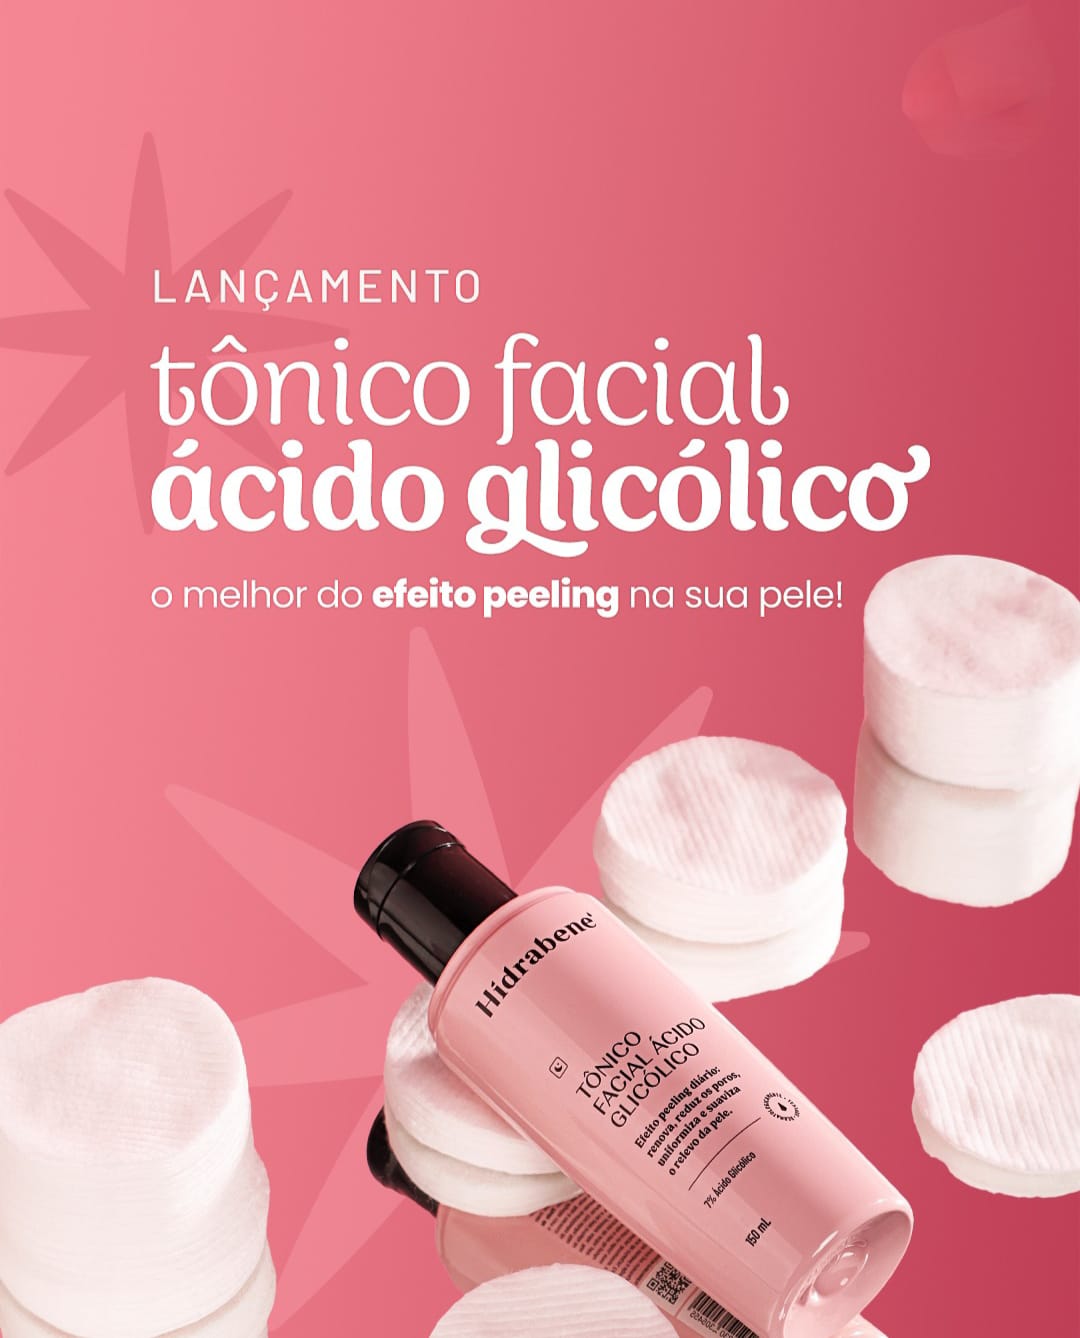 LANÇAMENTO
tônico facial
ácido glicólico
o melhor do efeito peeling na sua pele!
Hidrabene
TÔNICO
FACIAL ÁCIDO
GLICÓLICO
Efeito peeling diário:
renova, reduz os poros,
uniformiza e suaviza
o relevo da pele.
7% Ácido Glicólico
150 mL